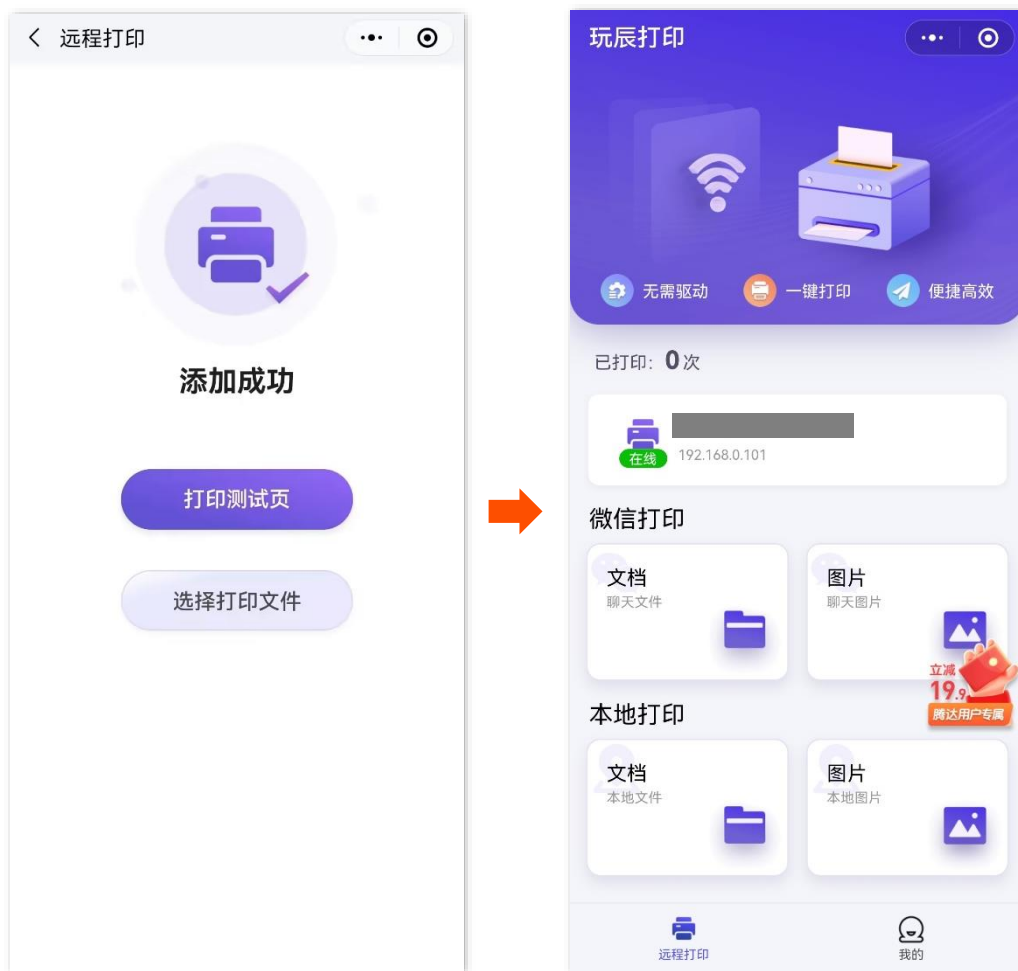 远程打印
添加成功
打印测试页
选择打印文件
玩辰打印
无需驱动
一键打印
便捷高效
已打印: 0次
在线
192.168.0.101
微信打印
文档
聊天文件
图片
聊天图片
立减
19.9
腾达用户专属
本地打印
文档
本地文件
图片
本地图片
远程打印
我的